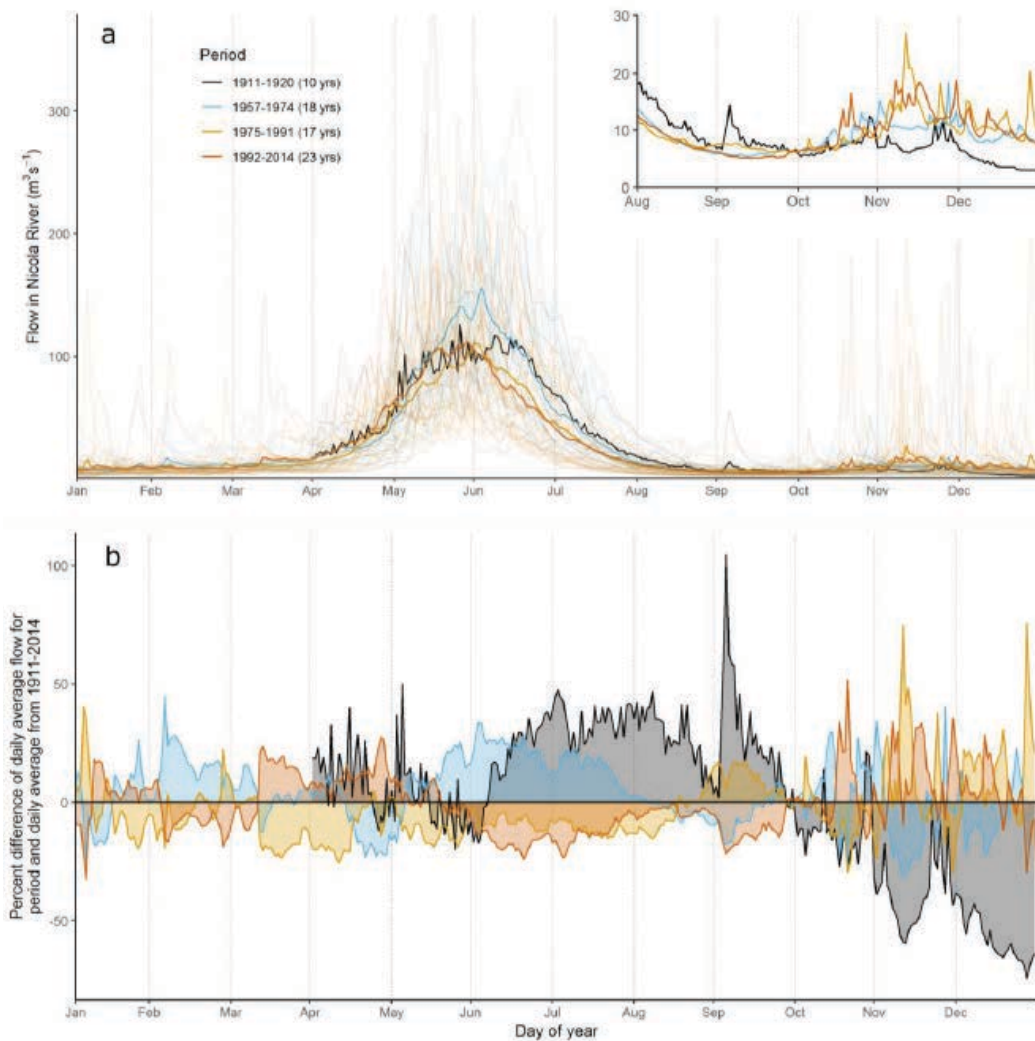 a
Period
1911-1920 (10 yrs)
1957-1974 (18 yrs)
1975-1991 (17 yrs)
1992-2014 (23 yrs)
Flow in Nicola River (m³s⁻¹)
300
200
100
Jan Feb Mar Apr May Jun Jul Aug Sep Oct Nov Dec
30
20
10
0
Aug Sep Oct Nov Dec
b
Percent difference of daily average flow for
period and daily average from 1911-2014
100
50
0
-50
Jan Feb Mar Apr May Jun Jul Aug Sep Oct Nov Dec
Day of year